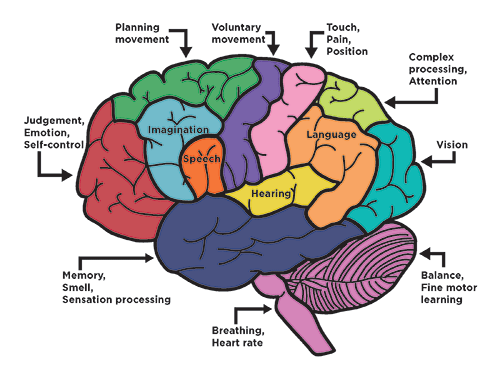 Planning
movement
Voluntary
movement
Touch,
Pain,
Position
Complex
processing,
Attention
Judgement,
Emotion,
Self-control
Imagination
Speech
Language
Hearing
Vision
Memory,
Smell,
Sensation processing
Breathing,
Heart rate
Balance,
Fine motor
learning